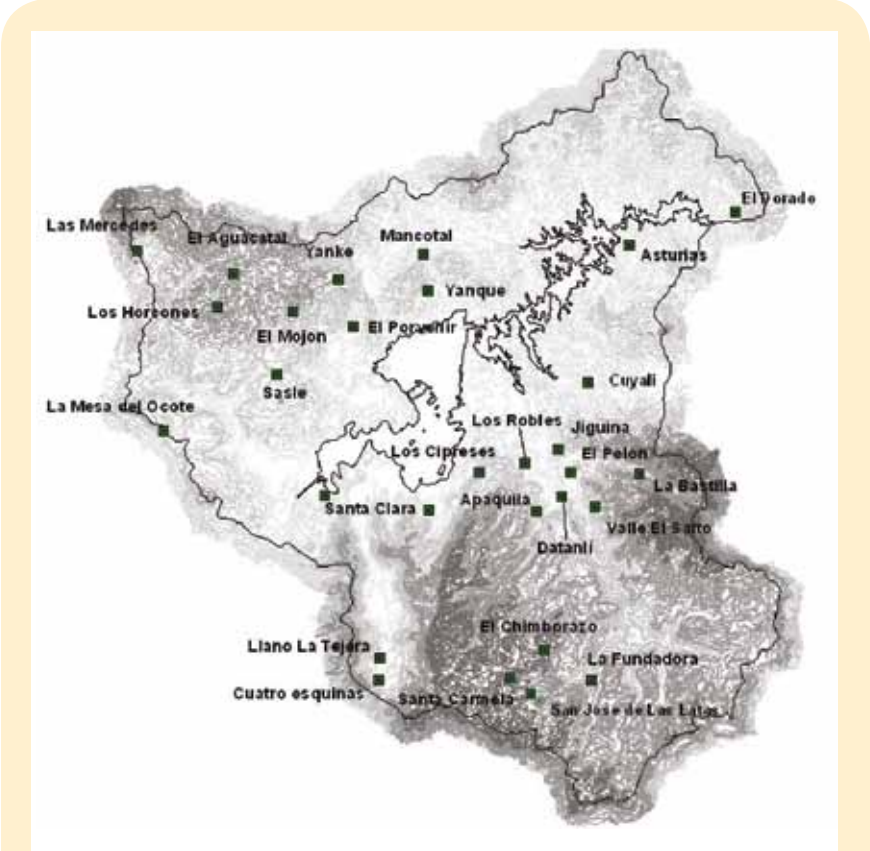 El Dorado
Las Mercedes
El Aguacatal
Mancotal
Yanke
Asturias
Yanque
Los Horcones
El Porvenir
El Mojon
Cuyali
Sasle
La Mesa del Ocote
Los Robles
Jiguina
Los Cipreses
El Pelon
La Bastilla
Apaquila
Santa Clara
Valle El Salto
Datanli
El Chimborazo
Llano La Tejera
La Fundadora
Cuatro esquinas
Santa Carmela
San Jose de Las Latas